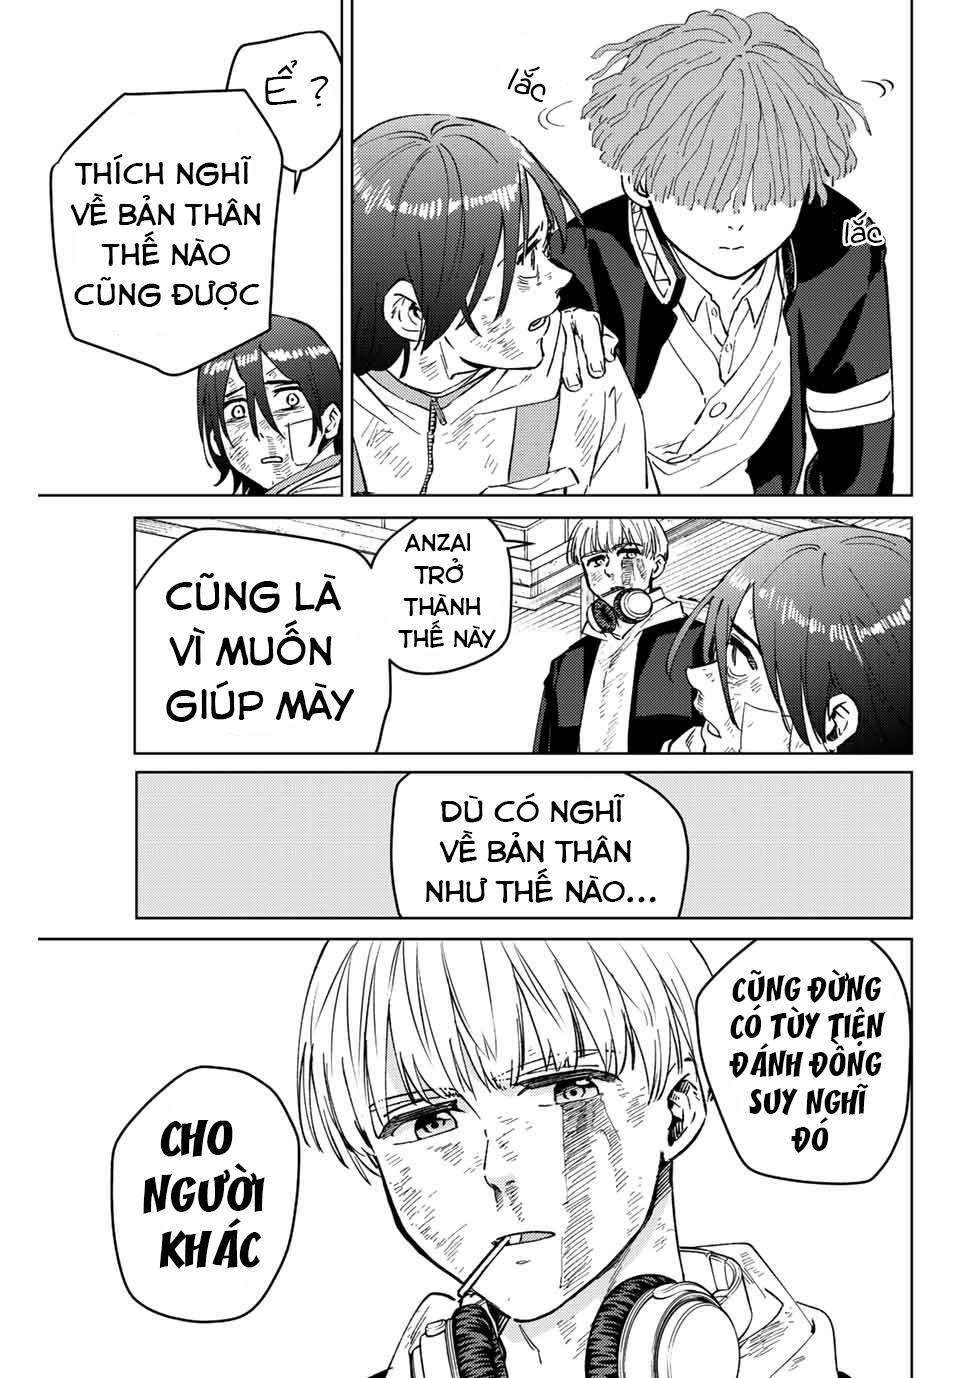 lắc
lắc
Ể?
THÍCH NGHĨ
VỀ BẢN THÂN
THẾ NÀO
CŨNG ĐƯỢC
ANZAI
TRỞ
THÀNH
THẾ NÀY
CŨNG LÀ
VÌ MUỐN
GIÚP MÀY
DÙ CÓ NGHĨ
VỀ BẢN THÂN
NHƯ THẾ NÀO...
CŨNG ĐỪNG
CÓ TÙY TIỆN
ĐÁNH ĐỒNG
SUY NGHĨ
ĐÓ
CHO
NGƯỜI
KHÁC